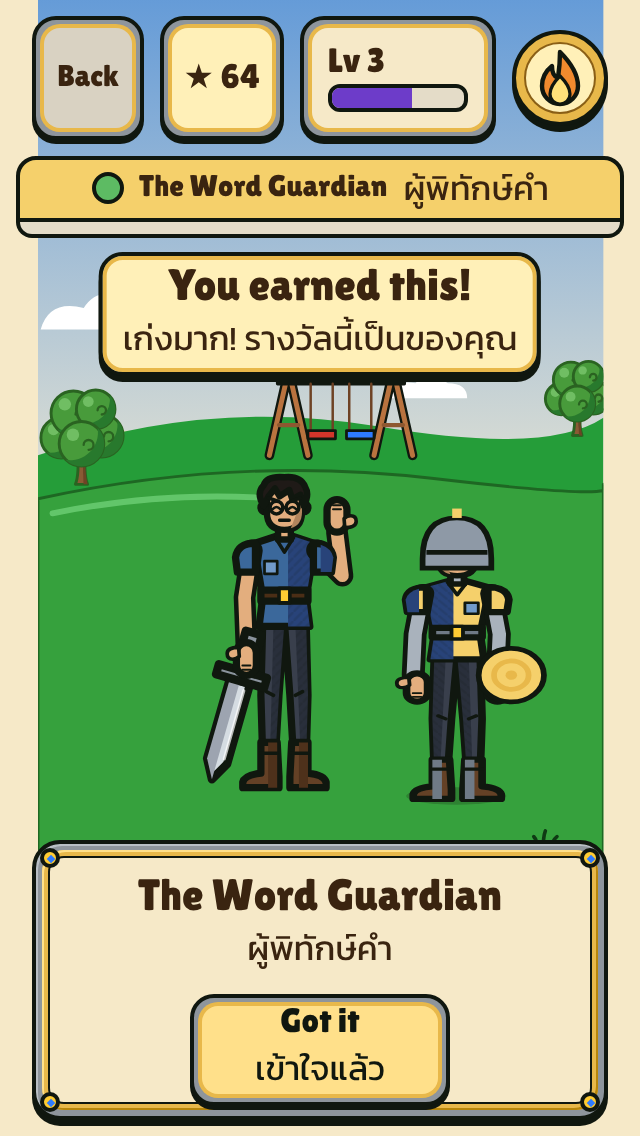 Back
★ 64
Lv 3
The Word Guardian ผู้พิทักษ์คำ
You earned this!
เก่งมาก! รางวัลนี้เป็นของคุณ
The Word Guardian
ผู้พิทักษ์คำ
Got it
เข้าใจแล้ว